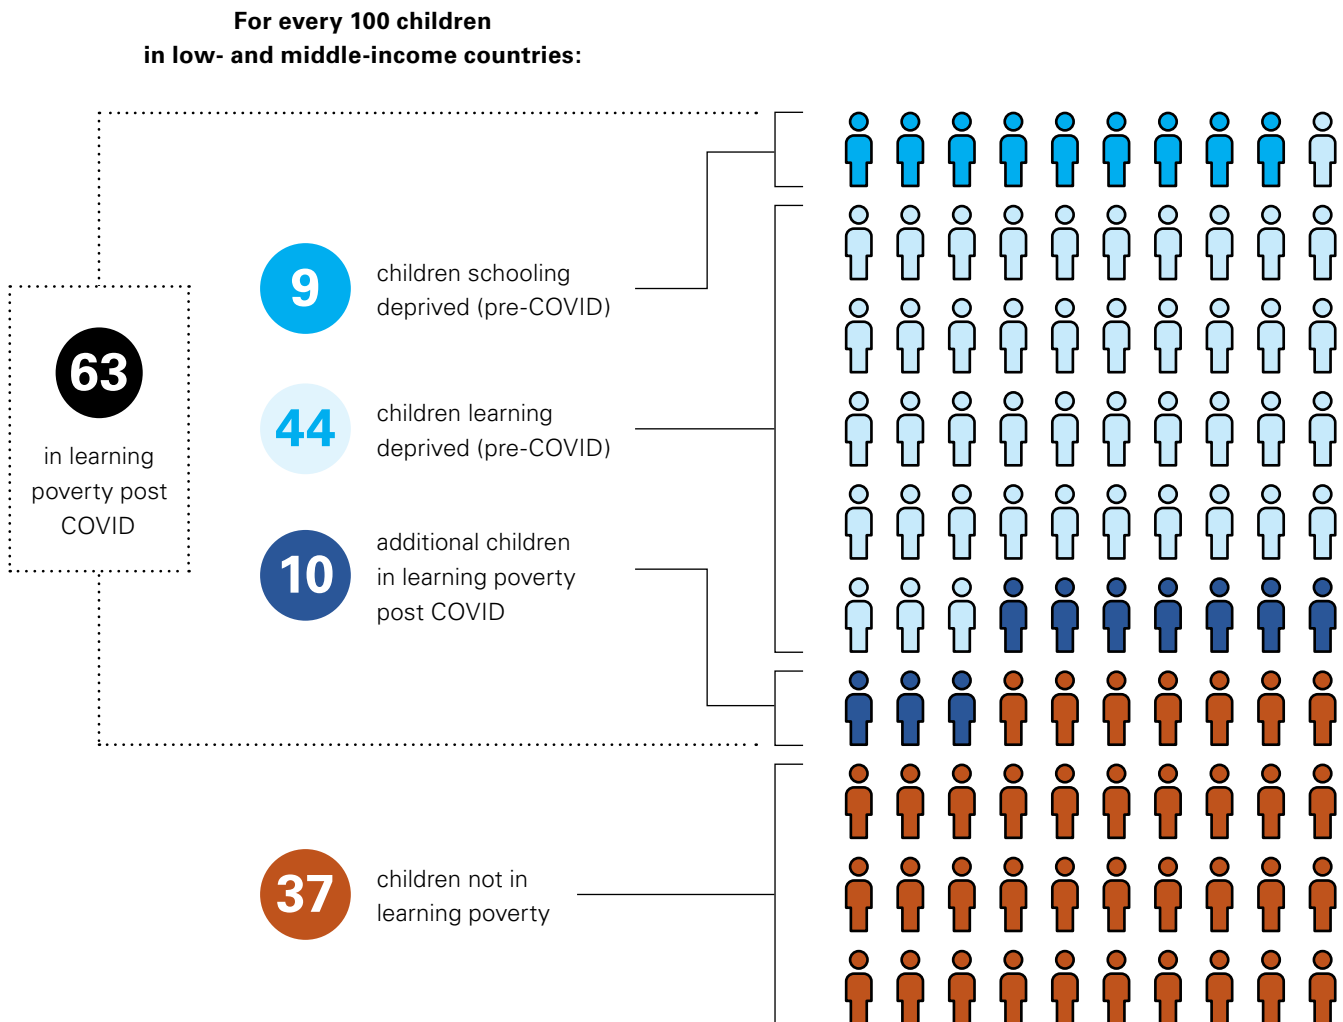 For every 100 children
in low- and middle-income countries:
63
in learning
poverty post
COVID
9
children schooling
deprived (pre-COVID)
44
children learning
deprived (pre-COVID)
10
additional children
in learning poverty
post COVID
37
children not in
learning poverty